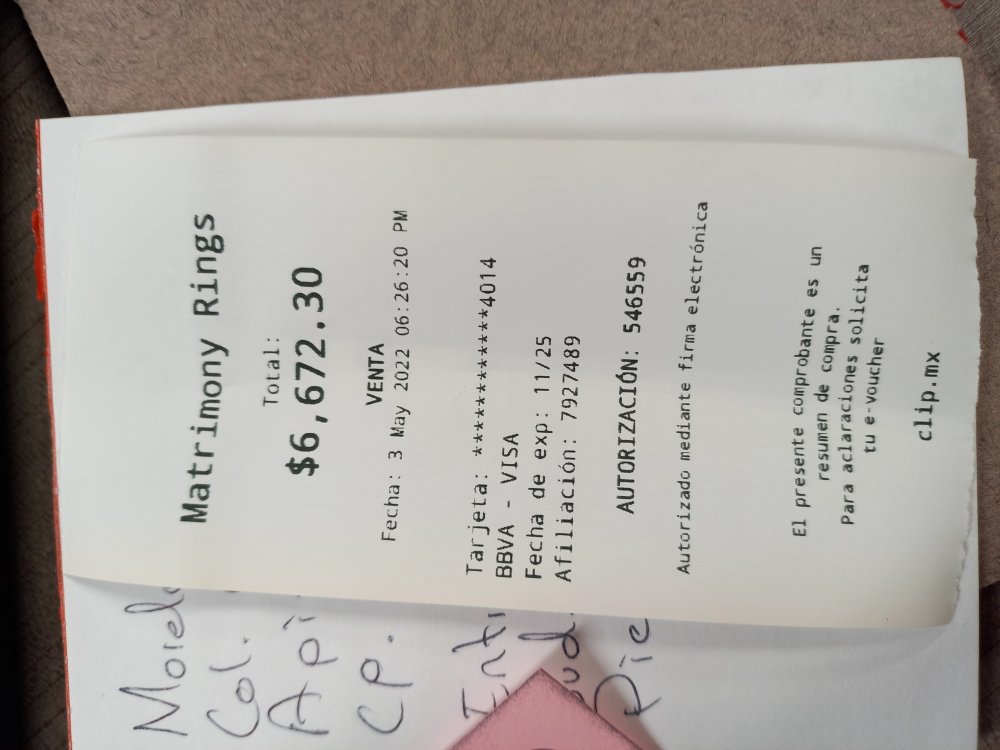 Matrimony Rings
Total:
$6,672.30
VENTA
Fecha: 3 May 2022 06:26:20 PM
Tarjeta: ************4014
BBVA - VISA
Fecha de exp: 11/25
Afiliación: 7927489
AUTORIZACIÓN: 546559
Autorizado mediante firma electrónica
El presente comprobante es un
resumen de compra.
Para aclaraciones solicita
tu e-voucher
clip.mx
Col.
CP.